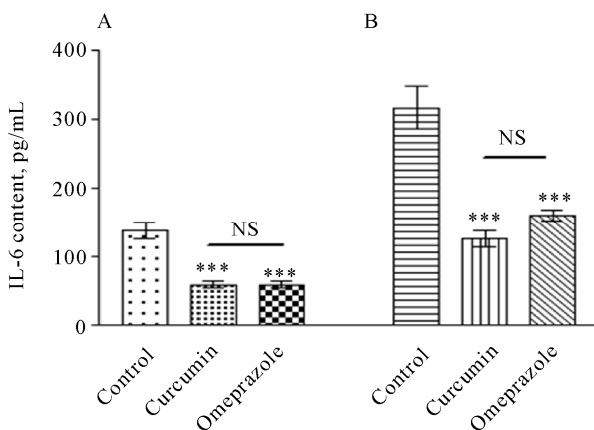 A
B
IL-6 content, pg/mL
400
300
200
100
0
NS
***
***
NS
***
***
Control
Curcumin
Omeprazole
Control
Curcumin
Omeprazole